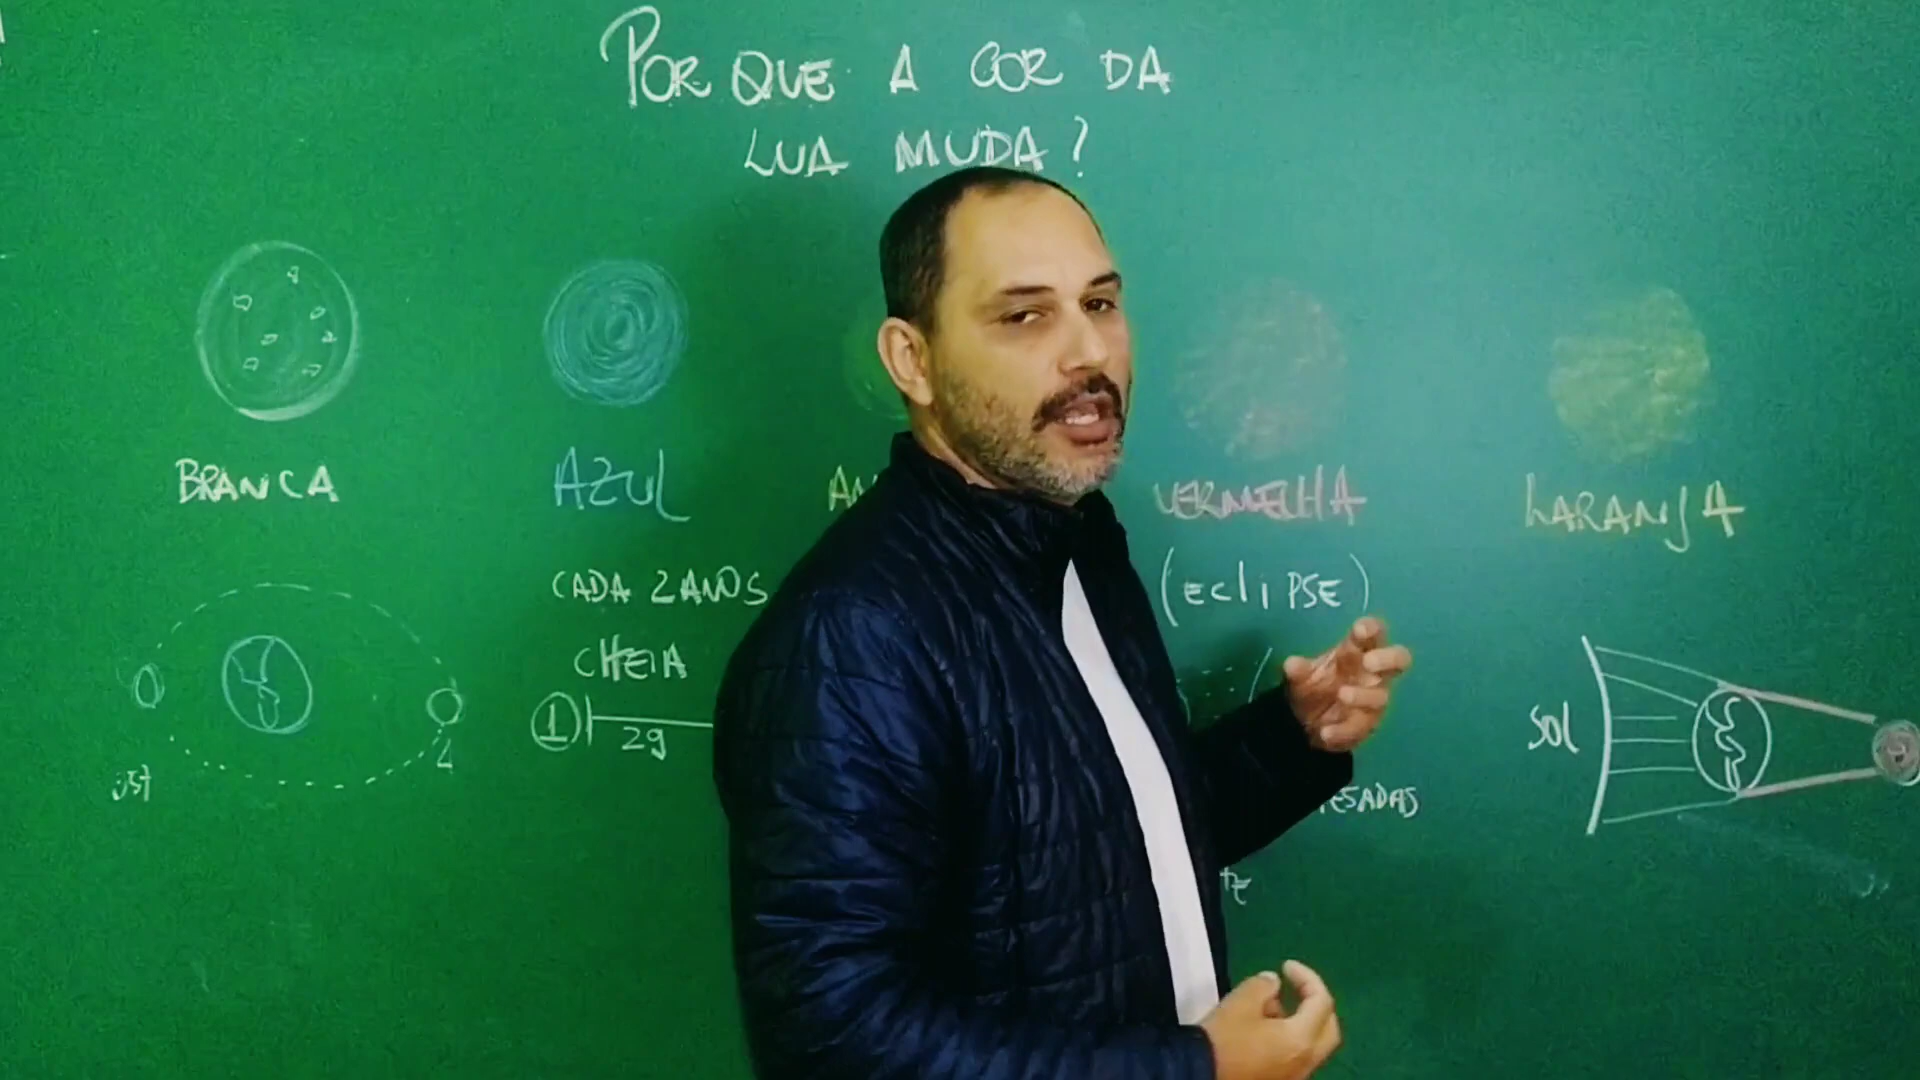 POR QUE A COR DA
LUA MUDA?
BRANCA
AZUL
VERMELHA
LARANJA
CADA 2 ANOS
CHEIA
(ECLIPSE)
1
29
SOL